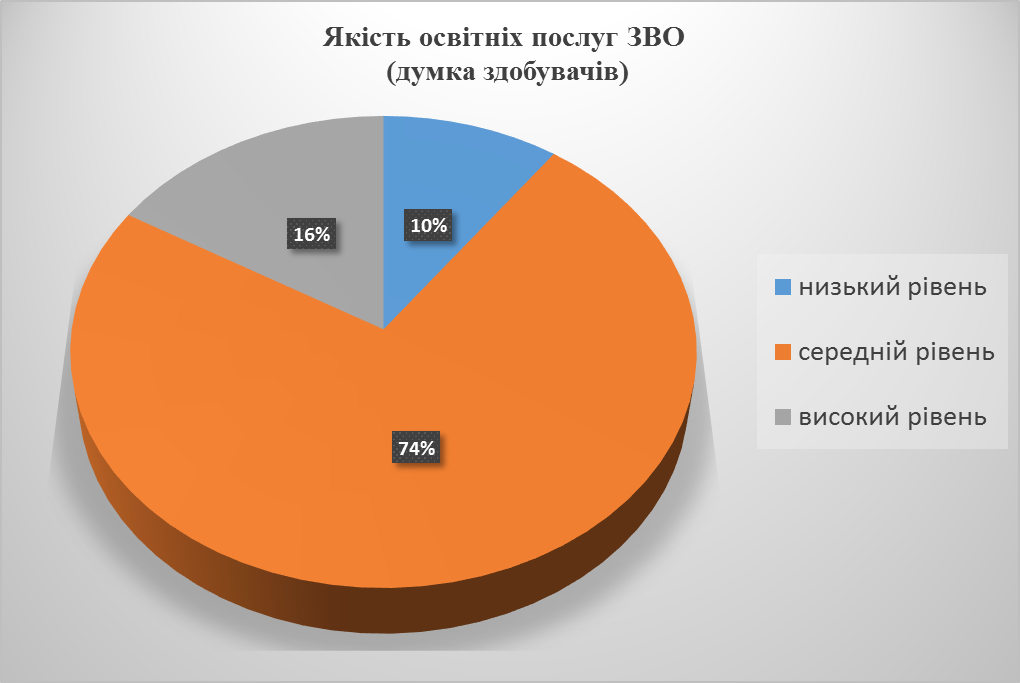 Якість освітніх послуг ЗВО
(думка здобувачів)
16%
10%
74%
низький рівень
середній рівень
високий рівень